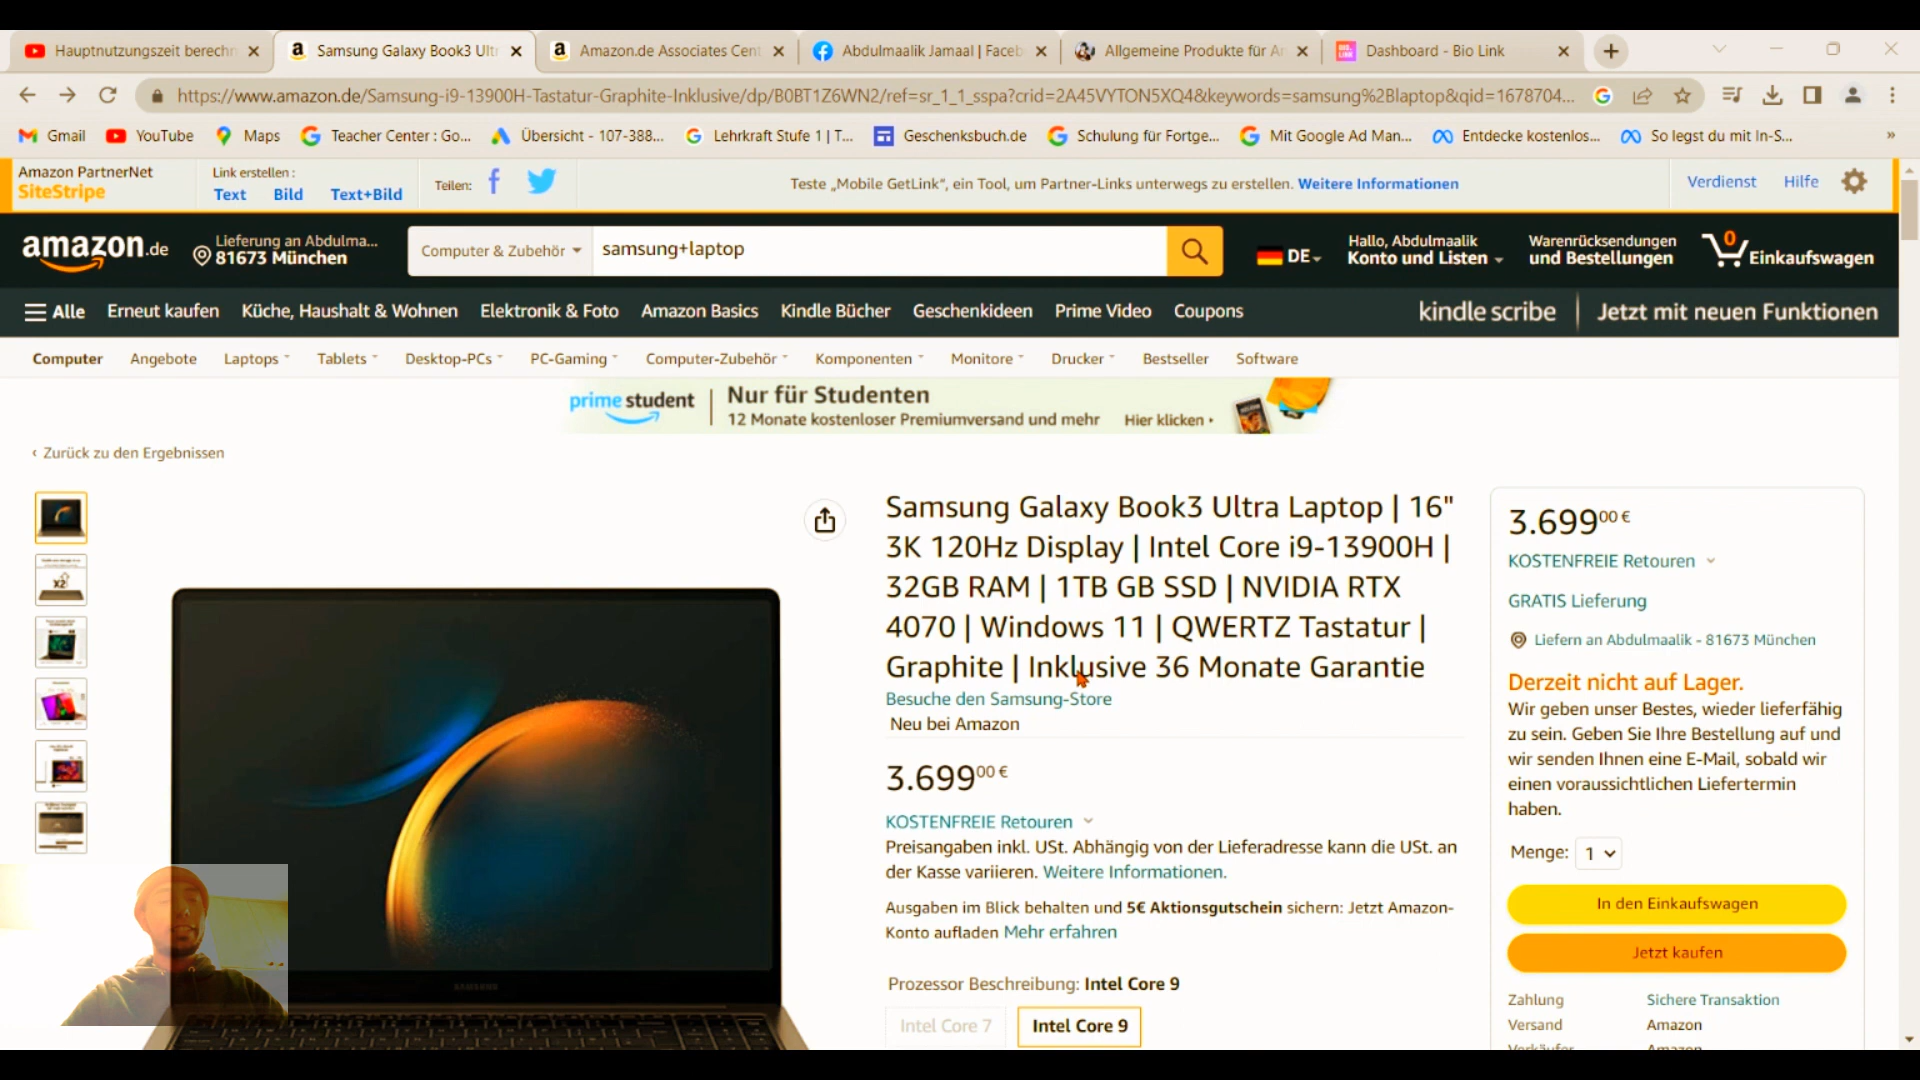 Hauptnutzungszeit berechn
Samsung Galaxy Book3 Ultr
Amazon.de Associates Cent
Abdulmaalik Jamaal | Faceb
Allgemeine Produkte für Ar
Dashboard - Bio Link
https://www.amazon.de/Samsung-i9-13900H-Tastatur-Graphite-Inklusive/dp/B0BT1Z6WN2/ref=sr_1_1_sspa?crid=2A45VYTON5XQ4&keywords=samsung%2Blaptop&qid=1678704...
Gmail
YouTube
Maps
Teacher Center : Go...
Übersicht - 107-388...
Lehrkraft Stufe 1 | T...
Geschenksbuch.de
Schulung für Fortge...
Mit Google Ad Man...
Entdecke kostenlos...
So legst du mit In-S...
Amazon PartnerNet
SiteStripe
Link erstellen :
Text Bild Text+Bild
Teilen:
Teste „Mobile GetLink“, ein Tool, um Partner-Links unterwegs zu erstellen. Weitere Informationen
Verdienst
Hilfe
amazon.de
Lieferung an Abdulma...
81673 München
Computer & Zubehör
samsung+laptop
DE
Hallo, Abdulmaalik
Konto und Listen
Warenrücksendungen
und Bestellungen
0
Einkaufswagen
Alle
Erneut kaufen
Küche, Haushalt & Wohnen
Elektronik & Foto
Amazon Basics
Kindle Bücher
Geschenkideen
Prime Video
Coupons
kindle scribe
Jetzt mit neuen Funktionen
Computer
Angebote
Laptops
Tablets
Desktop-PCs
PC-Gaming
Computer-Zubehör
Komponenten
Monitore
Drucker
Bestseller
Software
prime student
Nur für Studenten
12 Monate kostenloser Premiumversand und mehr
Hier klicken
‹ Zurück zu den Ergebnissen
X2
SAMSUNG
Samsung Galaxy Book3 Ultra Laptop | 16"
3K 120Hz Display | Intel Core i9-13900H |
32GB RAM | 1TB GB SSD | NVIDIA RTX
4070 | Windows 11 | QWERTZ Tastatur |
Graphite | Inklusive 36 Monate Garantie
Besuche den Samsung-Store
Neu bei Amazon
3.699⁰⁰ €
KOSTENFREIE Retouren
Preisangaben inkl. USt. Abhängig von der Lieferadresse kann die USt. an
der Kasse variieren. Weitere Informationen.
Ausgaben im Blick behalten und 5€ Aktionsgutschein sichern: Jetzt Amazon-
Konto aufladen Mehr erfahren
Prozessor Beschreibung: Intel Core 9
Intel Core 7
Intel Core 9
3.699⁰⁰ €
KOSTENFREIE Retouren
GRATIS Lieferung
Liefern an Abdulmaalik - 81673 München
Derzeit nicht auf Lager.
Wir geben unser Bestes, wieder lieferfähig
zu sein. Geben Sie Ihre Bestellung auf und
wir senden Ihnen eine E-Mail, sobald wir
einen voraussichtlichen Liefertermin
haben.
Menge: 1
In den Einkaufswagen
Jetzt kaufen
Zahlung Sichere Transaktion
Versand Amazon
Verkäufer Amazon